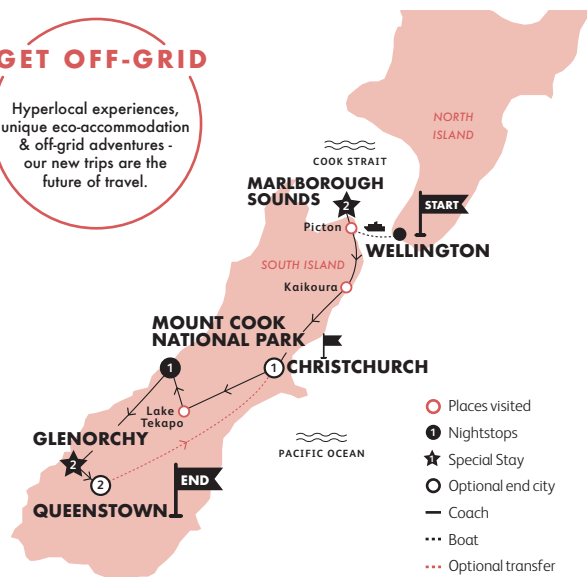 GET OFF-GRID
Hyperlocal experiences,
unique eco-accommodation
& off-grid adventures -
our new trips are the
future of travel.
NORTH
ISLAND
COOK STRAIT
MARLBOROUGH
SOUNDS
2
START
Picton
WELLINGTON
SOUTH ISLAND
Kaikoura
MOUNT COOK
NATIONAL PARK
1
1
CHRISTCHURCH
Lake
Tekapo
GLENORCHY
2
PACIFIC OCEAN
2
END
QUEENSTOWN
Places visited
1 Nightstops
1 Special Stay
Optional end city
Coach
Boat
Optional transfer